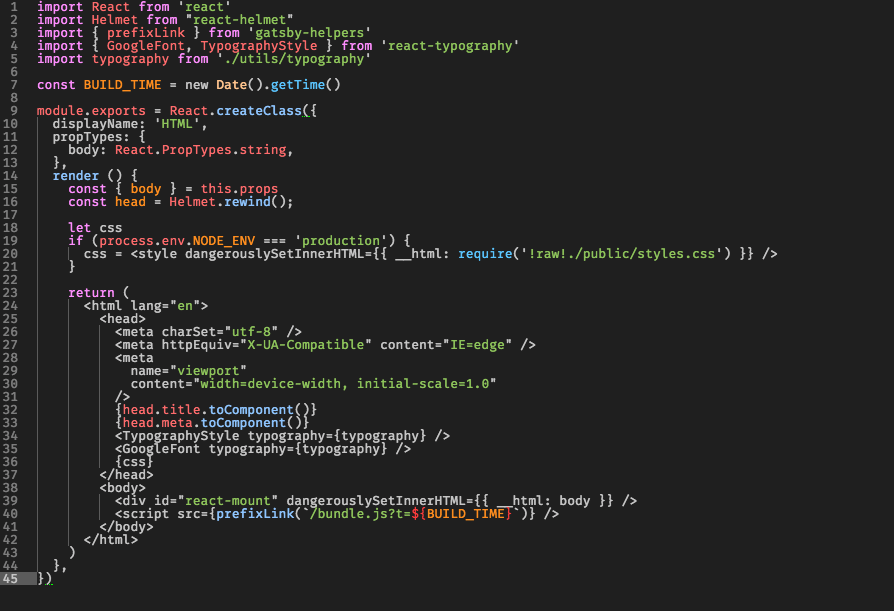 1 import React from 'react'
2 import Helmet from "react-helmet"
3 import { prefixLink } from 'gatsby-helpers'
4 import { GoogleFont, TypographyStyle } from 'react-typography'
5 import typography from './utils/typography'
6
7 const BUILD_TIME = new Date().getTime()
8
9 module.exports = React.createClass({
10   displayName: 'HTML',
11   propTypes: {
12     body: React.PropTypes.string,
13   },
14   render () {
15     const { body } = this.props
16     const head = Helmet.rewind();
17
18     let css
19     if (process.env.NODE_ENV === 'production') {
20       css = <style dangerouslySetInnerHTML={{ __html: require('!raw!./public/styles.css') }} />
21     }
22
23     return (
24       <html lang="en">
25         <head>
26           <meta charSet="utf-8" />
27           <meta httpEquiv="X-UA-Compatible" content="IE=edge" />
28           <meta
29             name="viewport"
30             content="width=device-width, initial-scale=1.0"
31           />
32           {head.title.toComponent()}
33           {head.meta.toComponent()}
34           <TypographyStyle typography={typography} />
35           <GoogleFont typography={typography} />
36           {css}
37         </head>
38         <body>
39           <div id="react-mount" dangerouslySetInnerHTML={{ __html: body }} />
40           <script src={prefixLink(`/bundle.js?t=${BUILD_TIME}`)} />
41         </body>
42       </html>
43     )
44   },
45 })